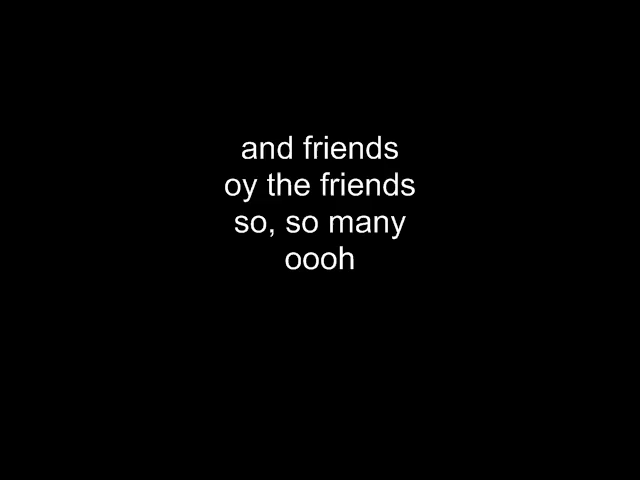 and friends
oy the friends
so, so many
oooh